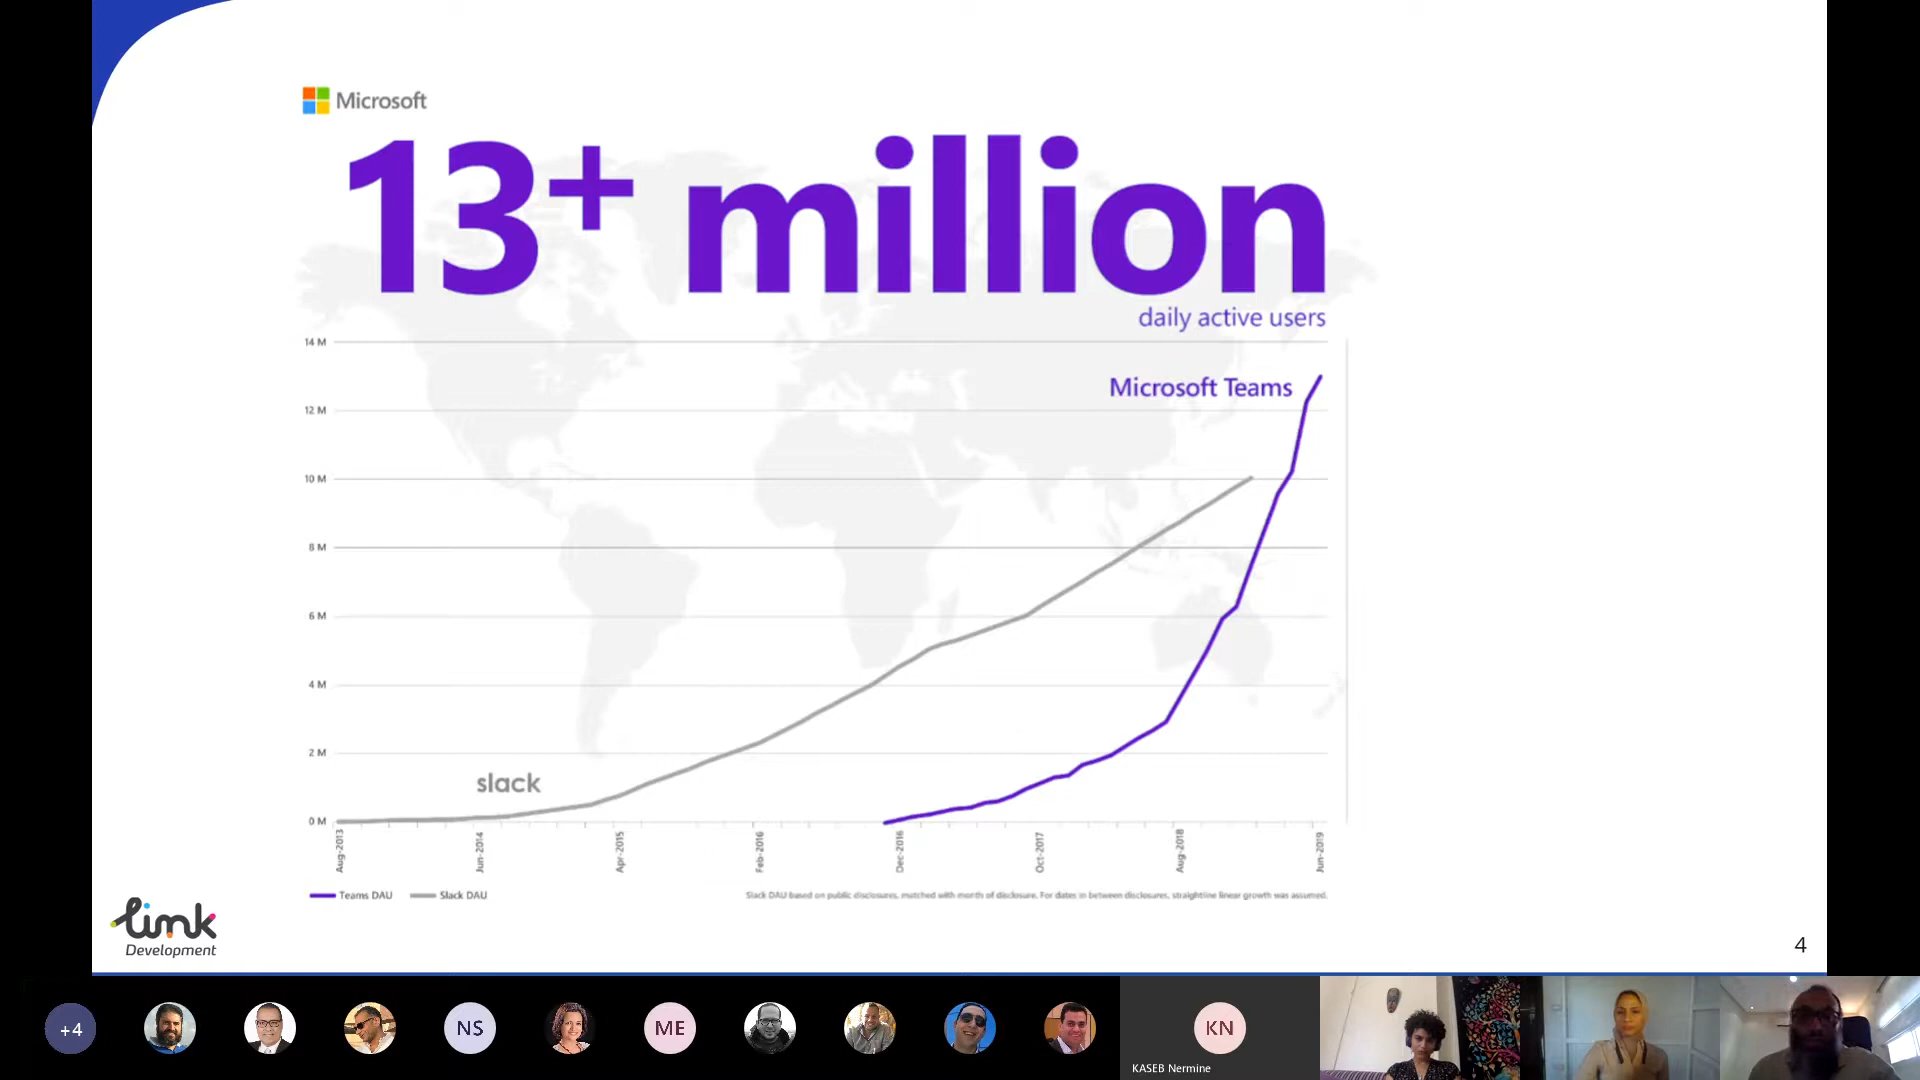 Microsoft
13+ million
daily active users
14 M
Microsoft Teams
12 M
10 M
8 M
6 M
4 M
2 M
slack
0 M
Aug-2013
Jun-2014
Apr-2015
Feb-2016
Dec-2016
Oct-2017
Aug-2018
Jun-2019
Teams DAU
Slack DAU
Slack DAU based on public disclosures, matched with month of disclosure. For dates in between disclosures, straightline linear growth was assumed.
link
Development
4
+4
NS
ME
KN
KASEB Nermine